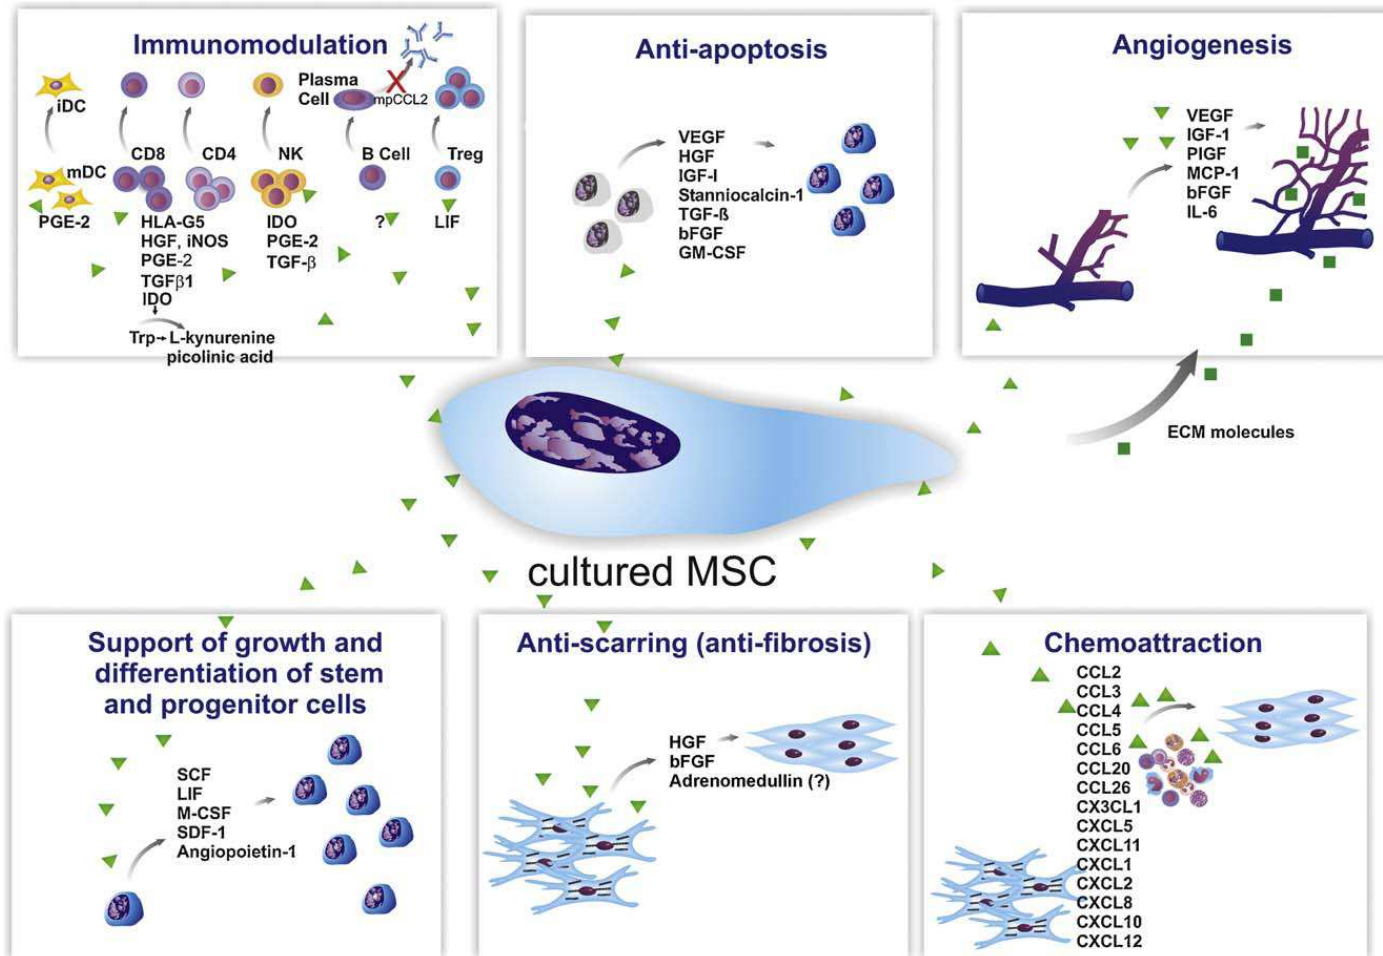 Immunomodulation
Plasma
Cell
mpCCL2
iDC
CD8
CD4
NK
B Cell
Treg
mDC
PGE-2
HLA-G5
HGF, iNOS
PGE-2
TGFβ1
IDO
Trp→L-kynurenine
picolinic acid
IDO
PGE-2
TGF-β
?
LIF
Anti-apoptosis
VEGF
HGF
IGF-I
Stanniocalcin-1
TGF-ß
bFGF
GM-CSF
Angiogenesis
VEGF
IGF-1
PIGF
MCP-1
bFGF
IL-6
ECM molecules
cultured MSC
Support of growth and
differentiation of stem
and progenitor cells
SCF
LIF
M-CSF
SDF-1
Angiopoietin-1
Anti-scarring (anti-fibrosis)
HGF
bFGF
Adrenomedullin (?)
Chemoattraction
CCL2
CCL3
CCL4
CCL5
CCL6
CCL20
CCL26
CX3CL1
CXCL5
CXCL11
CXCL1
CXCL2
CXCL8
CXCL10
CXCL12